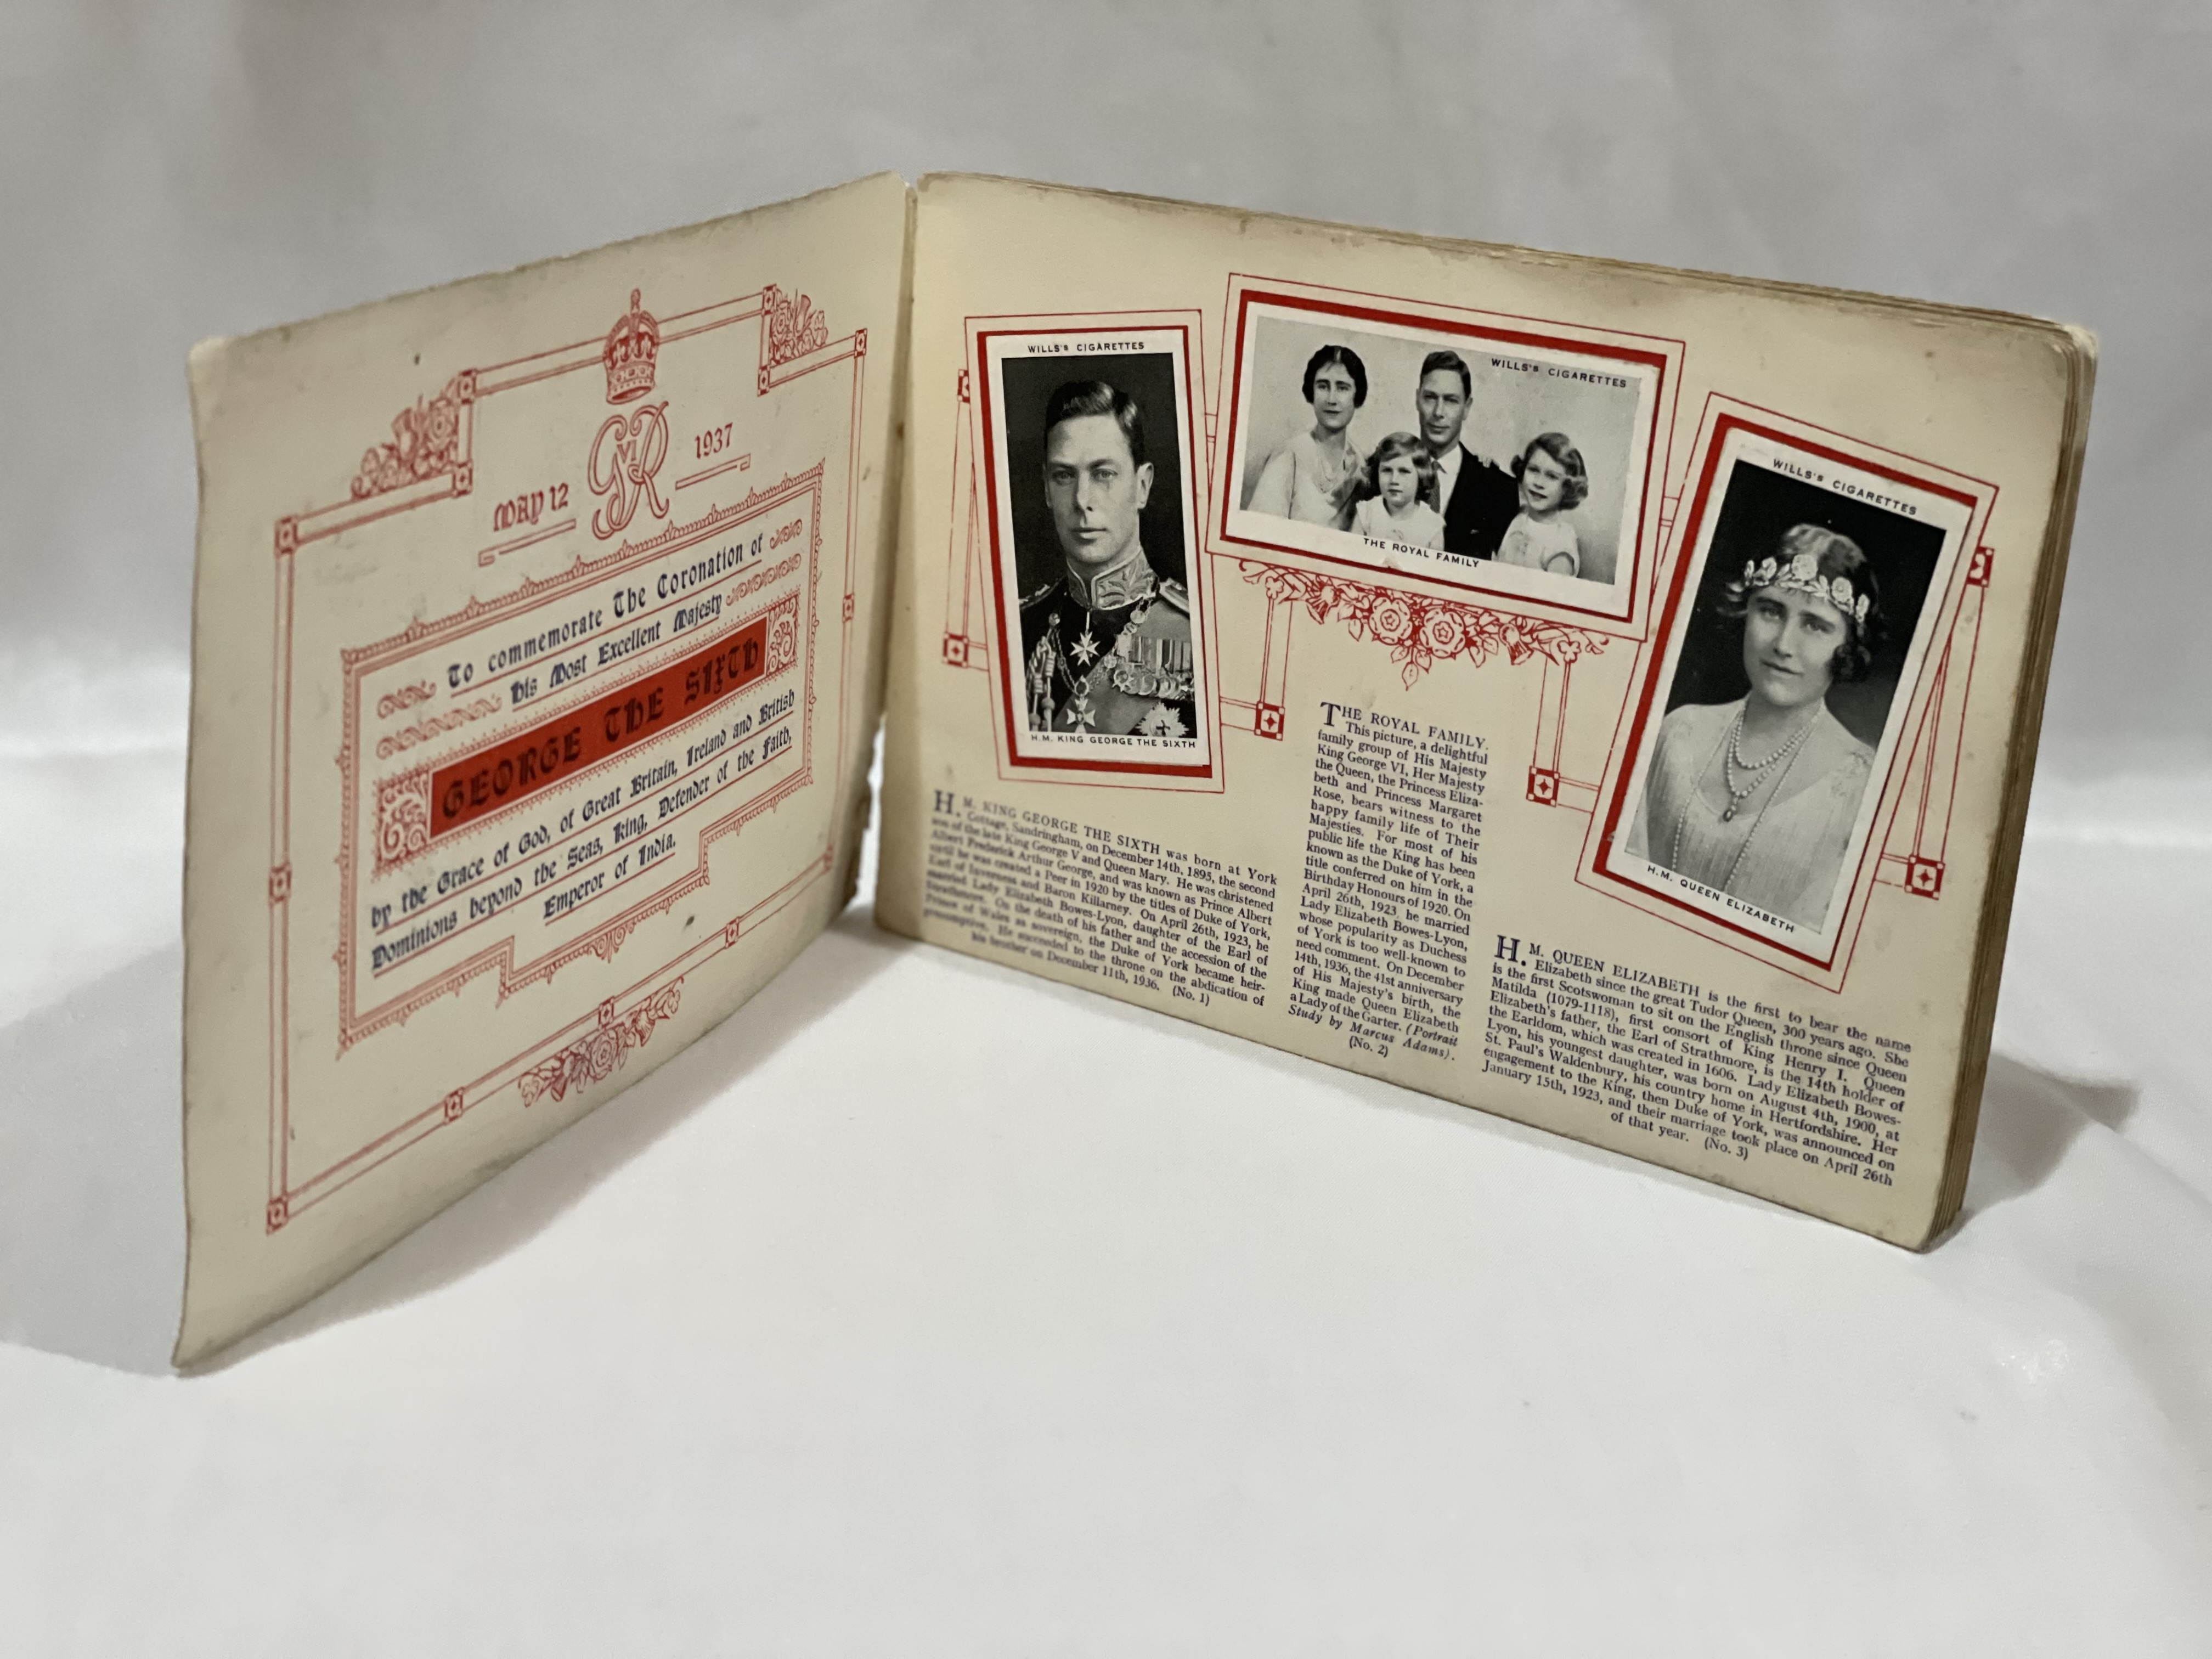 MAY 12
GVIR
1937
To commemorate The Coronation of
His Most Excellent Majesty
GEORGE THE SIXTH
by the Grace of God, of Great Britain, Ireland and British
Dominions beyond the Seas, King, Defender of the Faith,
Emperor of India.
WILLS'S CIGARETTES
H.M. KING GEORGE THE SIXTH
H. M. KING GEORGE THE SIXTH was born at York
Cottage, Sandringham, on December 14th, 1895, the second
son of the late King George V and Queen Mary. He was christened
Albert Frederick Arthur George, and was known as Prince Albert
until he was created a Peer in 1920 by the titles of Duke of York,
Earl of Inverness and Baron Killarney. On April 26th, 1923, he
married Lady Elizabeth Bowes-Lyon, daughter of the Earl of
Strathmore. On the death of his father and the accession of the
Prince of Wales as sovereign, the Duke of York became heir-
presumptive. He succeeded to the throne on the abdication of
his brother on December 11th, 1936. (No. 1)
WILLS'S CIGARETTES
THE ROYAL FAMILY
THE ROYAL FAMILY.
This picture, a delightful
family group of His Majesty
King George VI, Her Majesty
the Queen, the Princess Eliza-
beth and Princess Margaret
Rose, bears witness to the
happy family life of Their
Majesties. For most of his
public life the King has been
known as the Duke of York, a
title conferred on him in the
Birthday Honours of 1920. On
April 26th, 1923, he married
Lady Elizabeth Bowes-Lyon,
whose popularity as Duchess
of York is too well-known to
need comment. On December
14th, 1936, the 41st anniversary
of His Majesty's birth, the
King made Queen Elizabeth
a Lady of the Garter. (Portrait
Study by Marcus Adams).
(No. 2)
WILLS'S CIGARETTES
H.M. QUEEN ELIZABETH
H. M. QUEEN ELIZABETH is the first to bear the name
Elizabeth since the great Tudor Queen, 300 years ago. She
is the first Scotswoman to sit on the English throne since Queen
Matilda (1079-1118), first consort of King Henry I. Queen
Elizabeth's father, the Earl of Strathmore, is the 14th holder of
the Earldom, which was created in 1606. Lady Elizabeth Bowes-
Lyon, his youngest daughter, was born on August 4th, 1900, at
St. Paul's Waldenbury, his country home in Hertfordshire. Her
engagement to the King, then Duke of York, was announced on
January 15th, 1923, and their marriage took place on April 26th
of that year. (No. 3)